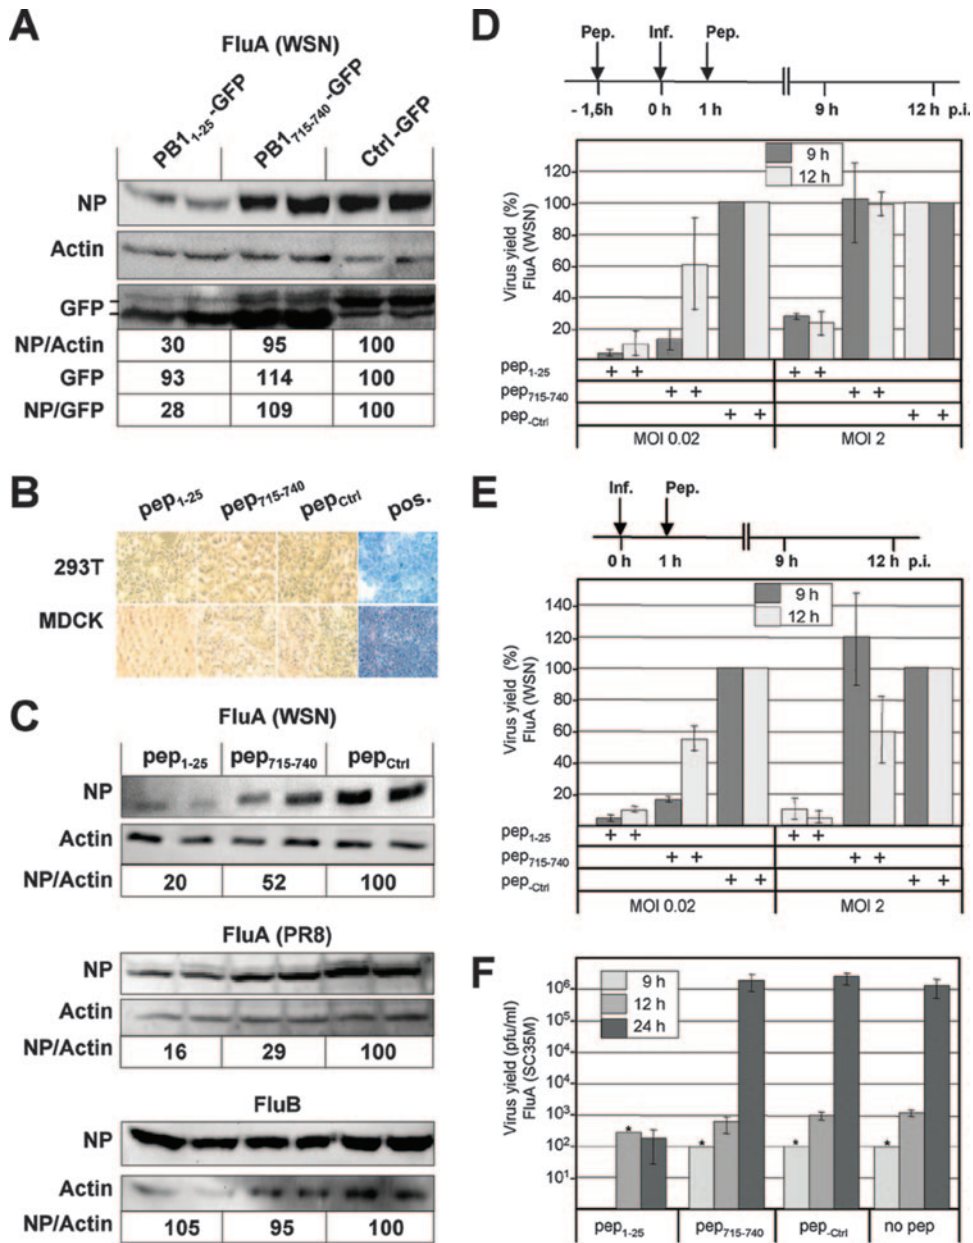 A
FluA (WSN)
PB1₁₋₂₅-GFP
PB1₇₁₅₋₇₄₀-GFP
Ctrl-GFP
NP
Actin
GFP
NP/Actin 30 95 100
GFP 93 114 100
NP/GFP 28 109 100
B
pep₁₋₂₅ pep₇₁₅₋₇₄₀ pepCtrl pos.
293T
MDCK
C
FluA (WSN)
pep₁₋₂₅ pep₇₁₅₋₇₄₀ pepCtrl
NP
Actin
NP/Actin 20 52 100
FluA (PR8)
NP
Actin
NP/Actin 16 29 100
FluB
NP
Actin
NP/Actin 105 95 100
D
Pep. Inf. Pep.
- 1,5h 0 h 1 h 9 h 12 h p.i.
Virus yield (%)
FluA (WSN)
120
100
80
60
40
20
9 h
12 h
pep₁₋₂₅ + + + +
pep₇₁₅₋₇₄₀ + + + +
pep-Ctrl + + + +
MOI 0.02 MOI 2
E
Inf. Pep.
0 h 1 h 9 h 12 h p.i.
Virus yield (%)
FluA (WSN)
140
120
100
80
60
40
20
9 h
12 h
pep₁₋₂₅ + + + +
pep₇₁₅₋₇₄₀ + + + +
pep-Ctrl + + + +
MOI 0.02 MOI 2
F
Virus yield (pfu/ml)
FluA (SC35M)
10⁶
10⁵
10⁴
10³
10²
10¹
9 h
12 h
24 h
* * * *
pep₁₋₂₅ pep₇₁₅₋₇₄₀ pep-Ctrl no pep